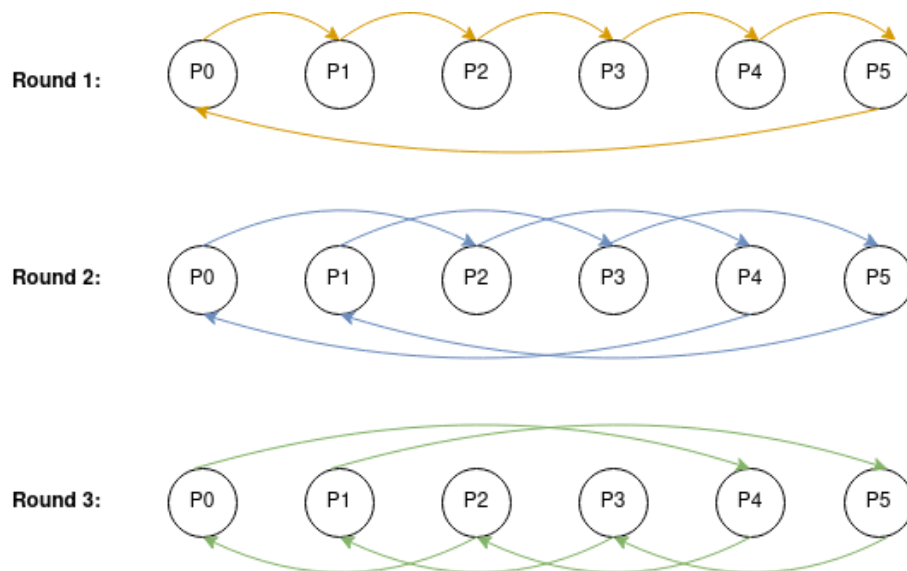 Round 1: P0 P1 P2 P3 P4 P5
Round 2: P0 P1 P2 P3 P4 P5
Round 3: P0 P1 P2 P3 P4 P5